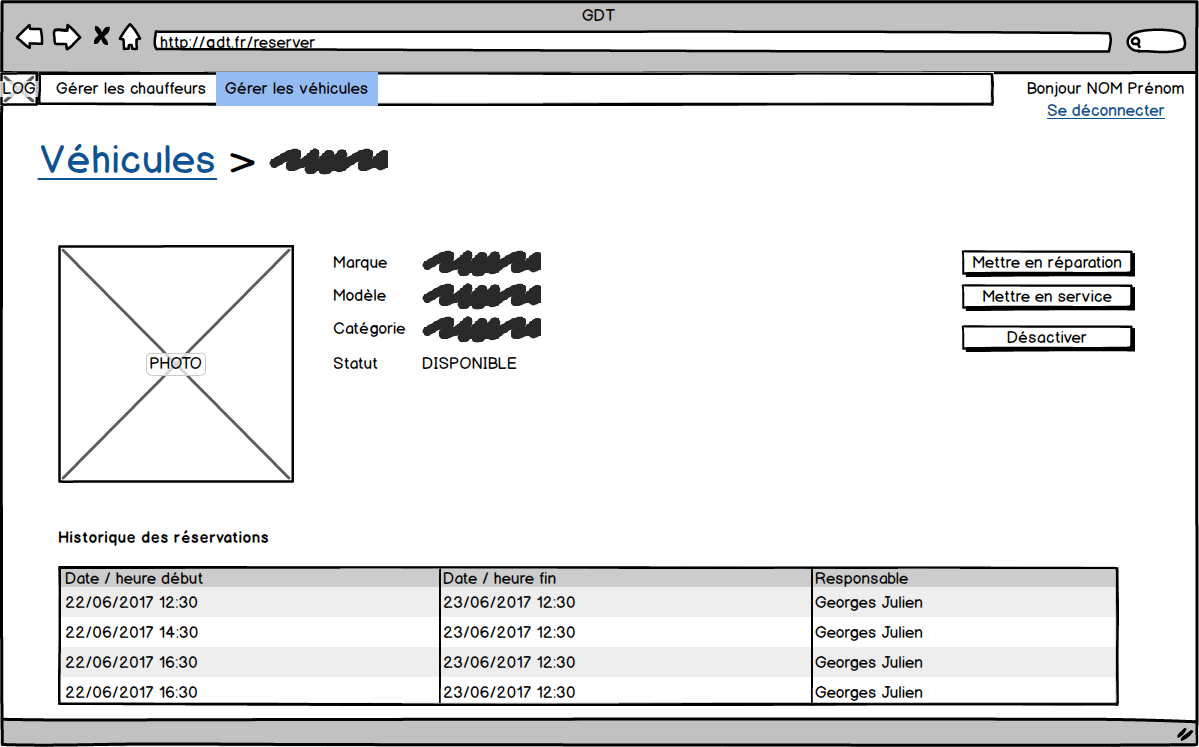 GDT
http://gdt.fr/reserver
LOG Gérer les chauffeurs Gérer les véhicules Bonjour NOM Prénom
Se déconnecter
Véhicules >
Marque Mettre en réparation
Modèle Mettre en service
Catégorie Désactiver
PHOTO Statut DISPONIBLE
Historique des réservations
Date / heure début Date / heure fin Responsable
22/06/2017 12:30 23/06/2017 12:30 Georges Julien
22/06/2017 14:30 23/06/2017 12:30 Georges Julien
22/06/2017 16:30 23/06/2017 12:30 Georges Julien
22/06/2017 16:30 23/06/2017 12:30 Georges Julien